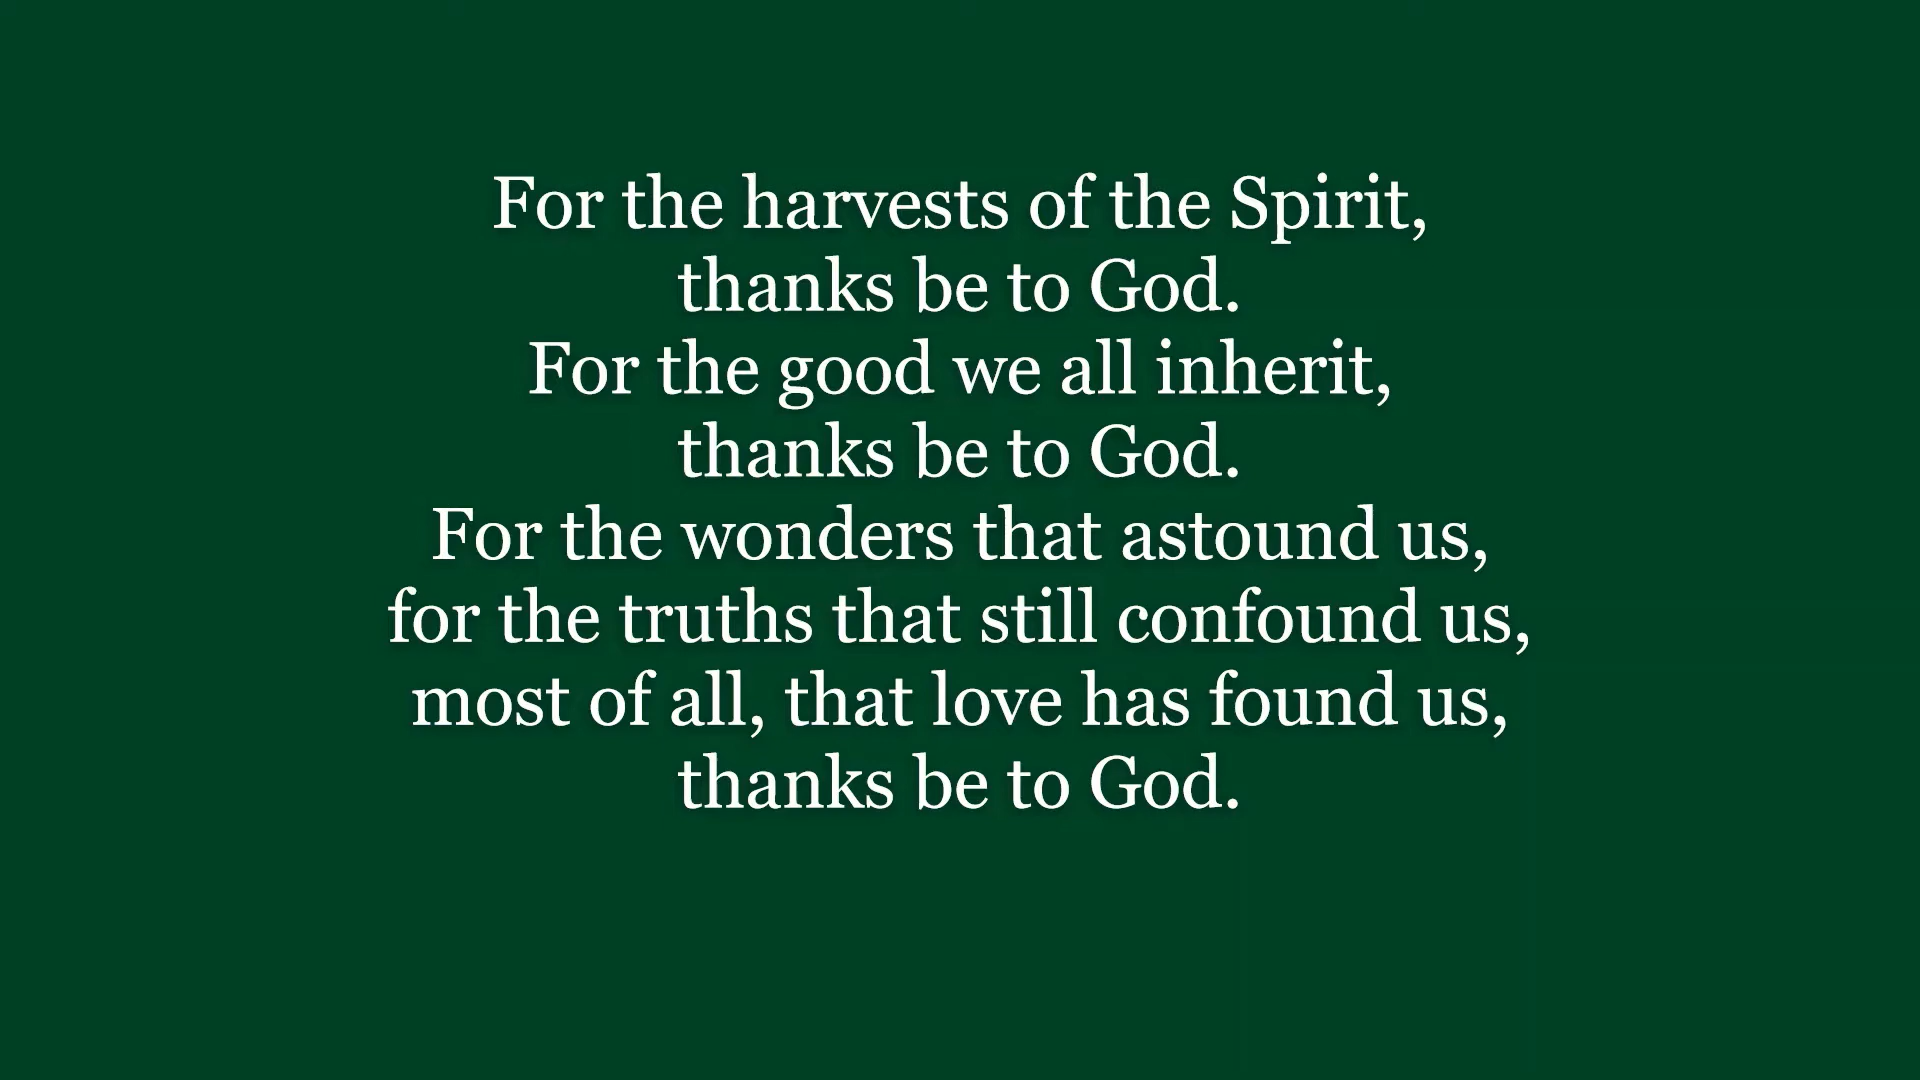 For the harvests of the Spirit,
thanks be to God.
For the good we all inherit,
thanks be to God.
For the wonders that astound us,
for the truths that still confound us,
most of all, that love has found us,
thanks be to God.